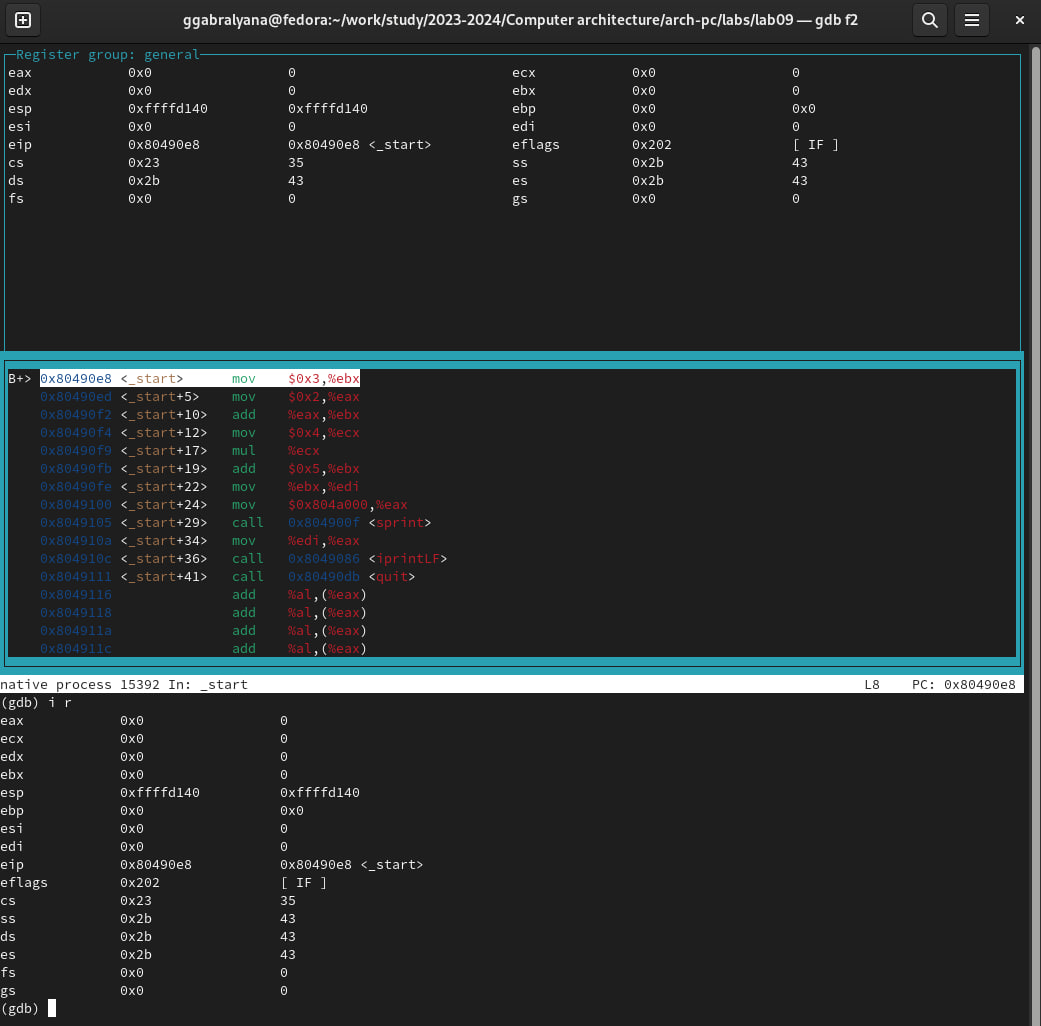 ggabralyana@fedora:~/work/study/2023-2024/Computer architecture/arch-pc/labs/lab09 — gdb f2
Register group: general
eax 0x0 0 ecx 0x0 0
edx 0x0 0 ebx 0x0 0
esp 0xffffd140 0xffffd140 ebp 0x0 0x0
esi 0x0 0 edi 0x0 0
eip 0x80490e8 0x80490e8 <_start> eflags 0x202 [ IF ]
cs 0x23 35 ss 0x2b 43
ds 0x2b 43 es 0x2b 43
fs 0x0 0 gs 0x0 0
B+> 0x80490e8 <_start> mov $0x3,%ebx
0x80490ed <_start+5> mov $0x2,%eax
0x80490f2 <_start+10> add %eax,%ebx
0x80490f4 <_start+12> mov $0x4,%ecx
0x80490f9 <_start+17> mul %ecx
0x80490fb <_start+19> add $0x5,%ebx
0x80490fe <_start+22> mov %ebx,%edi
0x8049100 <_start+24> mov $0x804a000,%eax
0x8049105 <_start+29> call 0x804900f <sprint>
0x804910a <_start+34> mov %edi,%eax
0x804910c <_start+36> call 0x8049086 <iprintLF>
0x8049111 <_start+41> call 0x80490db <quit>
0x8049116 add %al,(%eax)
0x8049118 add %al,(%eax)
0x804911a add %al,(%eax)
0x804911c add %al,(%eax)
native process 15392 In: _start L8 PC: 0x80490e8
(gdb) i r
eax 0x0 0
ecx 0x0 0
edx 0x0 0
ebx 0x0 0
esp 0xffffd140 0xffffd140
ebp 0x0 0x0
esi 0x0 0
edi 0x0 0
eip 0x80490e8 0x80490e8 <_start>
eflags 0x202 [ IF ]
cs 0x23 35
ss 0x2b 43
ds 0x2b 43
es 0x2b 43
fs 0x0 0
gs 0x0 0
(gdb)